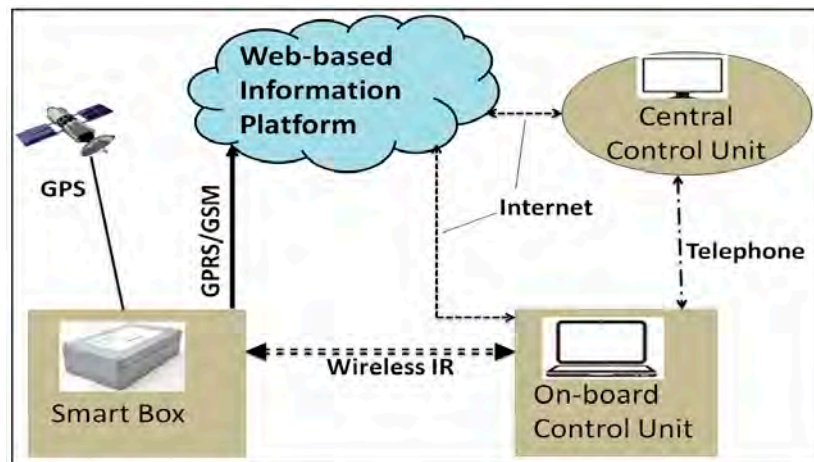 Web-based
Information
Platform
Central
Control Unit
GPS
GPRS/GSM
Internet
Telephone
Wireless IR
Smart Box
On-board
Control Unit